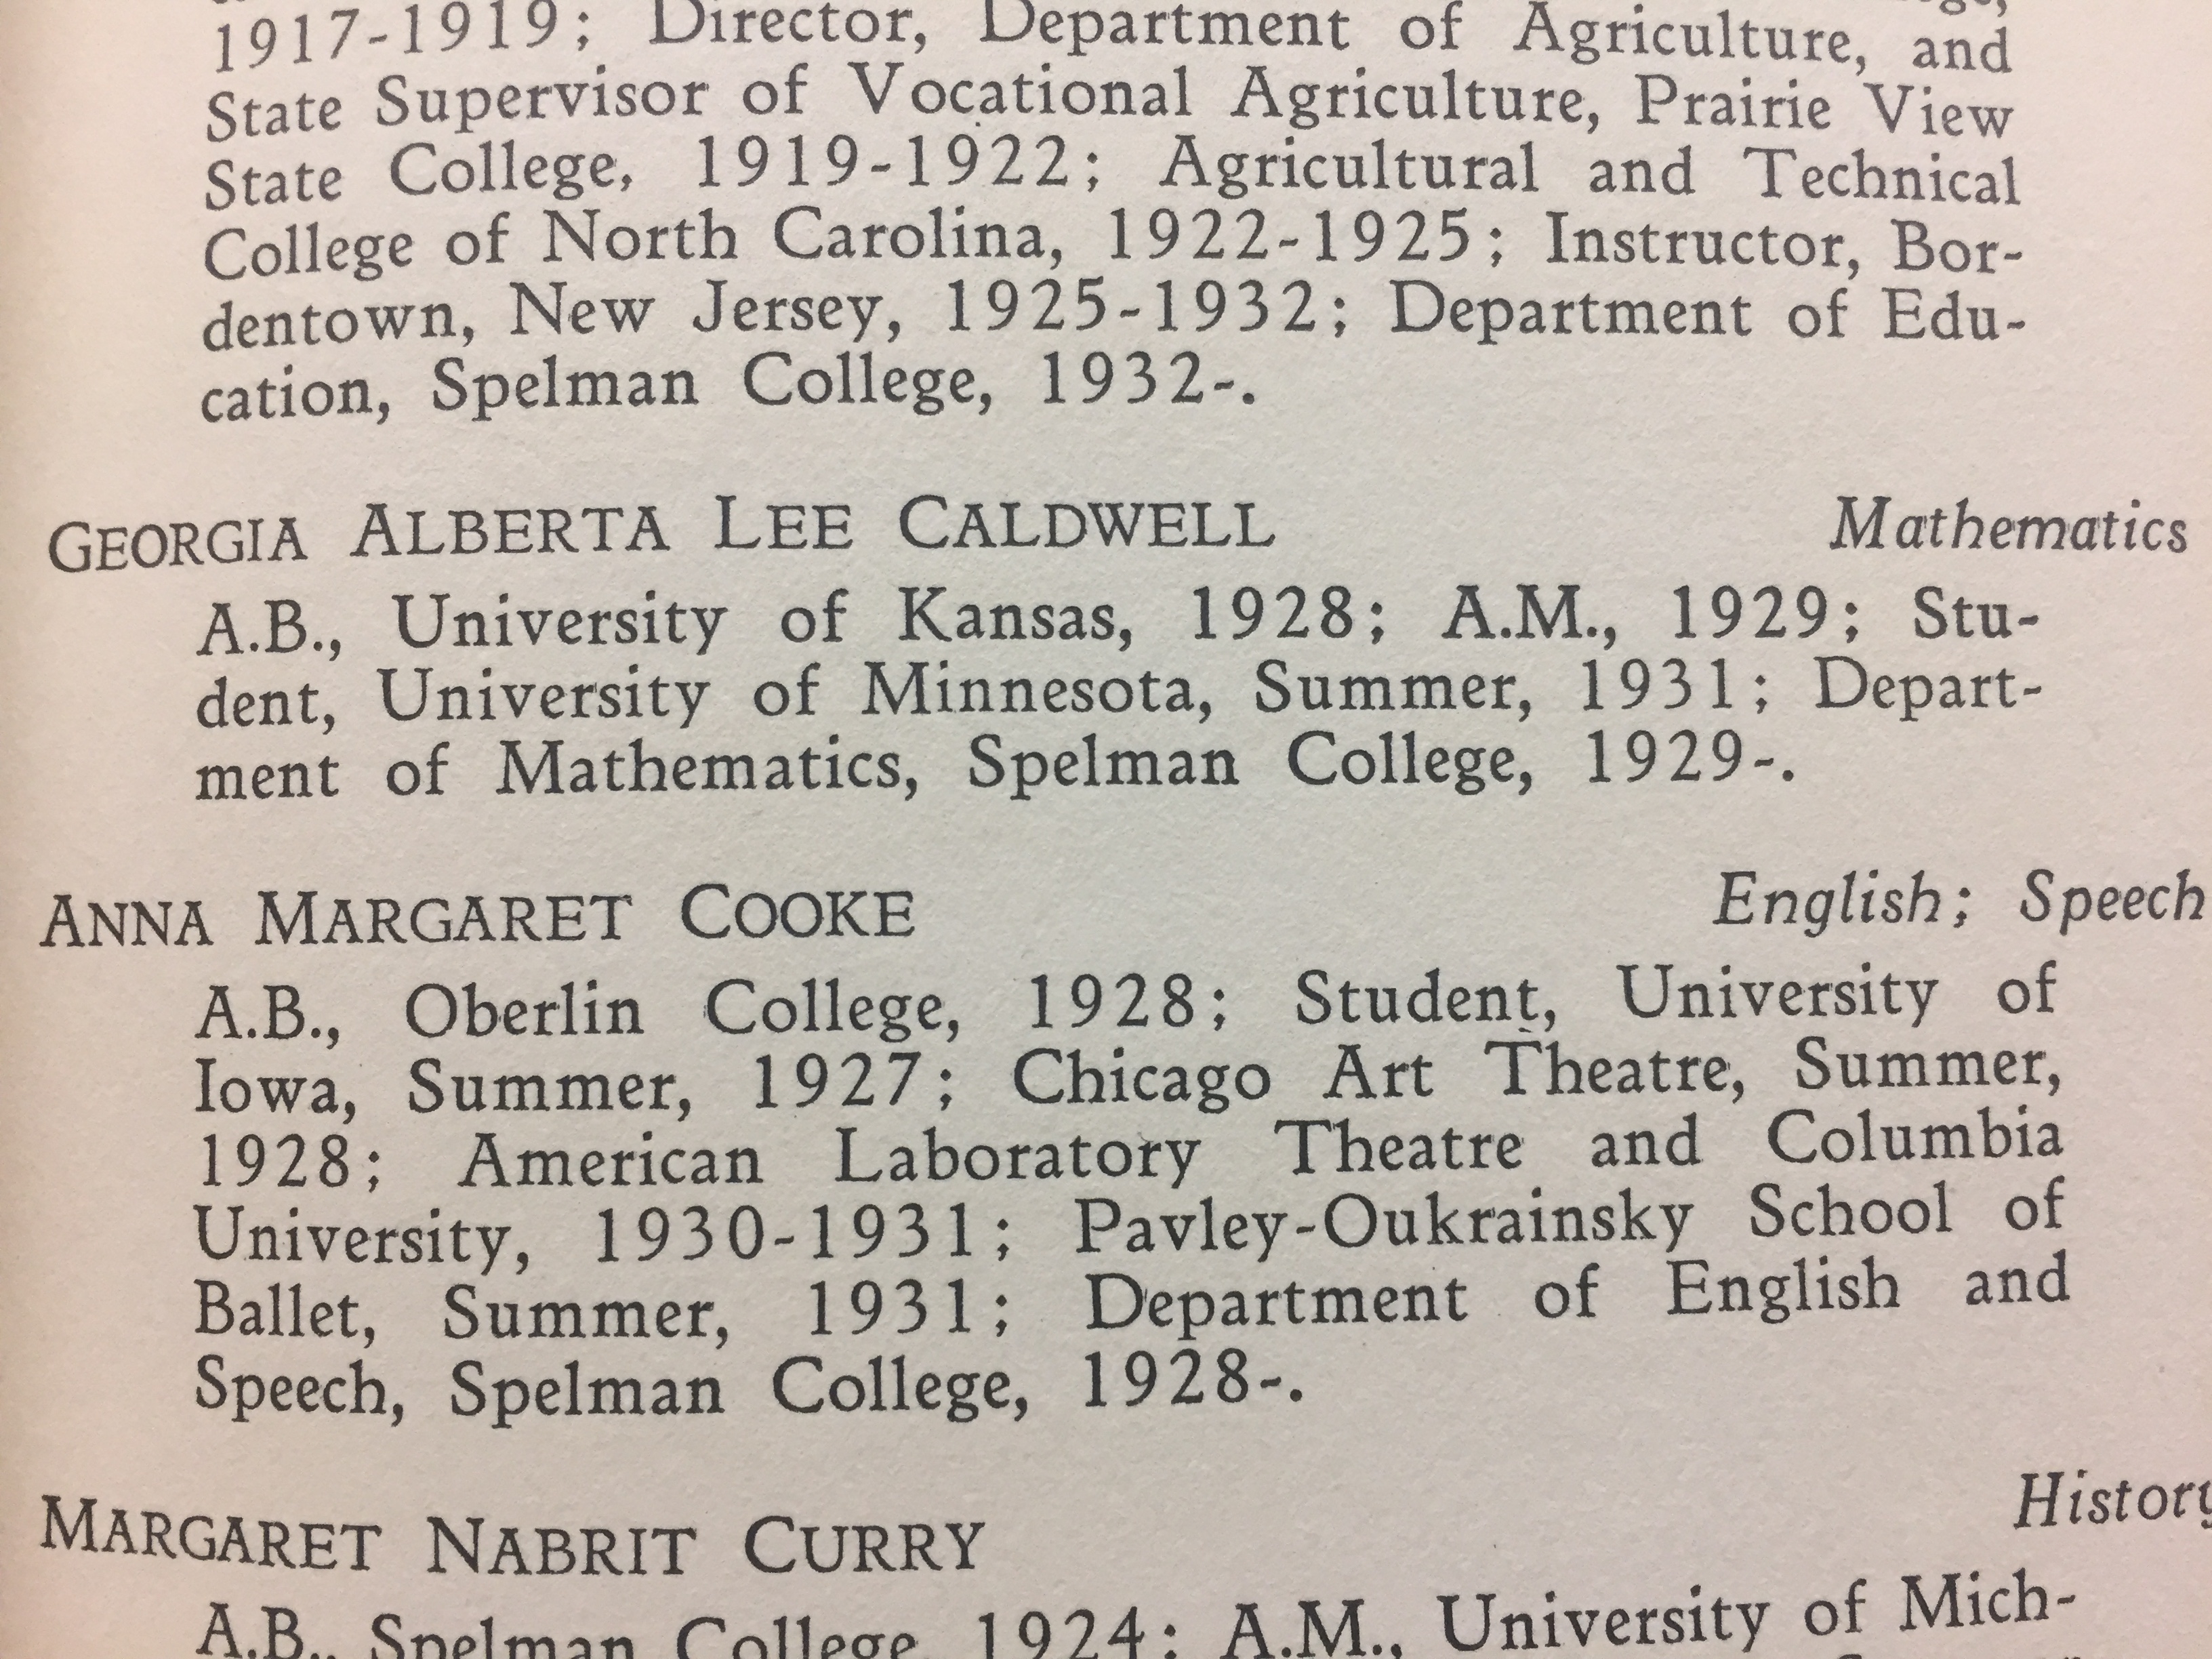 1917-1919; Director, Department of Agriculture, and
State Supervisor of Vocational Agriculture, Prairie View
State College, 1919-1922; Agricultural and Technical
College of North Carolina, 1922-1925; Instructor, Bor-
dentown, New Jersey, 1925-1932; Department of Edu-
cation, Spelman College, 1932-.
GEORGIA ALBERTA LEE CALDWELL Mathematics
A.B., University of Kansas, 1928; A.M., 1929; Stu-
dent, University of Minnesota, Summer, 1931; Depart-
ment of Mathematics, Spelman College, 1929-.
ANNA MARGARET COOKE English; Speech
A.B., Oberlin College, 1928; Student, University of
Iowa, Summer, 1927; Chicago Art Theatre, Summer,
1928; American Laboratory Theatre and Columbia
University, 1930-1931; Pavley-Oukrainsky School of
Ballet, Summer, 1931; Department of English and
Speech, Spelman College, 1928-.
MARGARET NABRIT CURRY History
A.B., Spelman College, 1924; A.M., University of Mich-